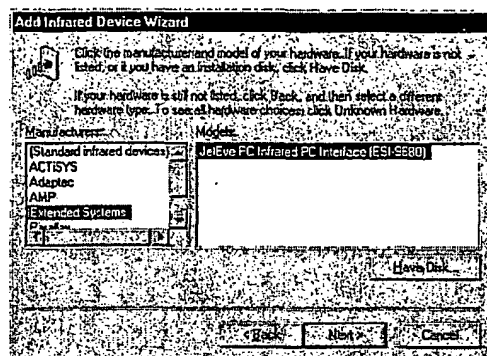 Add Infrared Device Wizard
Click the manufacturer and model of your hardware. If your hardware is not
listed, or if you have an installation disk, click Have Disk.
If your hardware is still not listed, click Back, and then select a different
hardware type. To see all hardware choices, click Unknown Hardware.
Manufacturers:
Models:
(Standard infrared devices)
JetEye PC Infrared PC Interface (ESI-9680)
ACTiSYS
Adaptec
AMP
Extended Systems
Have Disk...
< Back
Next >
Cancel